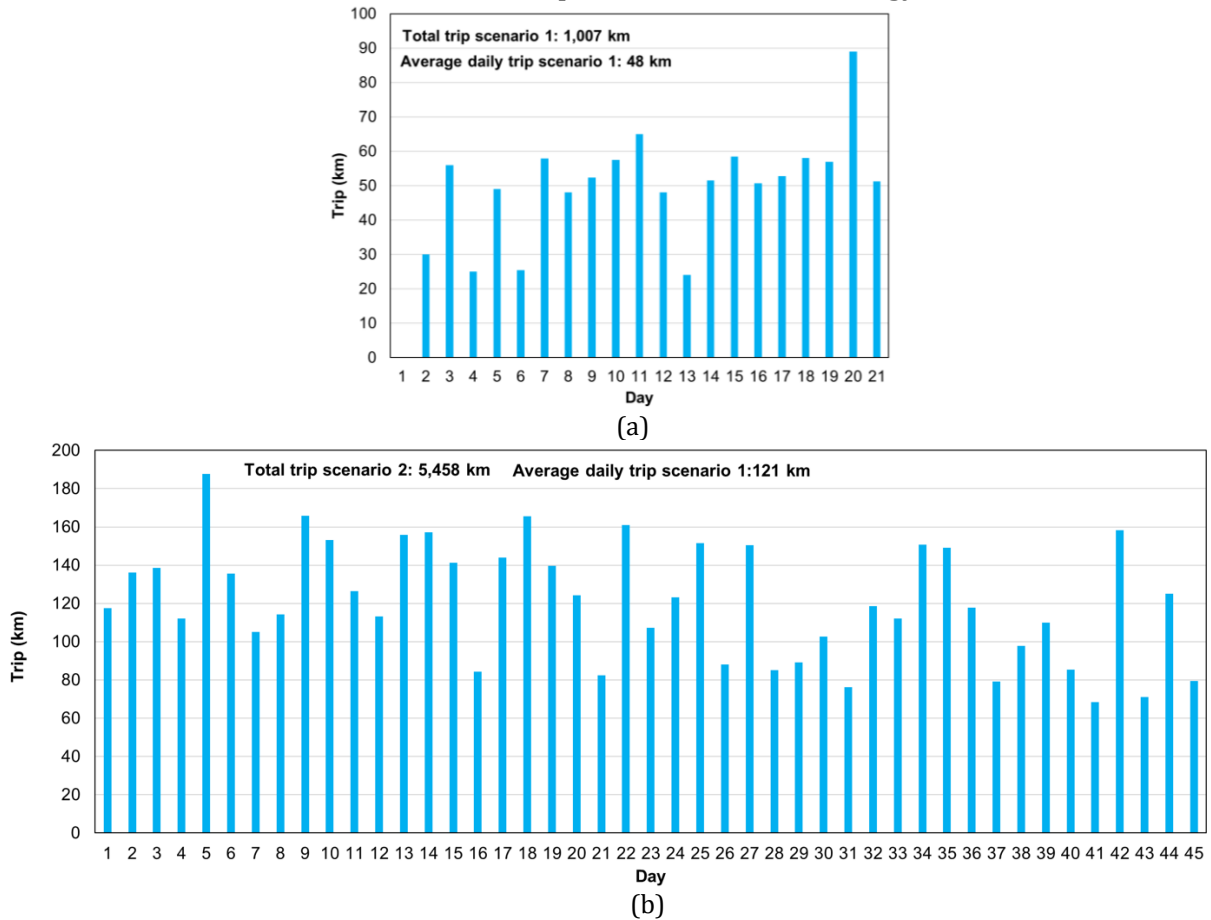 100
Total trip scenario 1: 1,007 km
90
Average daily trip scenario 1: 48 km
80
70
60
50
40
30
20
10
0
Trip (km)
1 2 3 4 5 6 7 8 9 10 11 12 13 14 15 16 17 18 19 20 21
Day
(a)
200
Total trip scenario 2: 5,458 km Average daily trip scenario 1:121 km
180
160
140
120
100
80
60
40
20
0
Trip (km)
1 2 3 4 5 6 7 8 9 10 11 12 13 14 15 16 17 18 19 20 21 22 23 24 25 26 27 28 29 30 31 32 33 34 35 36 37 38 39 40 41 42 43 44 45
Day
(b)